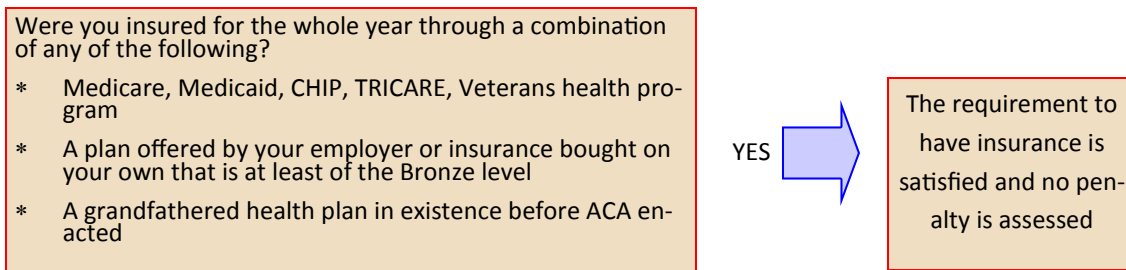 Were you insured for the whole year through a combination
of any of the following?
* Medicare, Medicaid, CHIP, TRICARE, Veterans health pro-
gram
* A plan offered by your employer or insurance bought on
your own that is at least of the Bronze level
* A grandfathered health plan in existence before ACA en-
acted
YES
The requirement to
have insurance is
satisfied and no pen-
alty is assessed